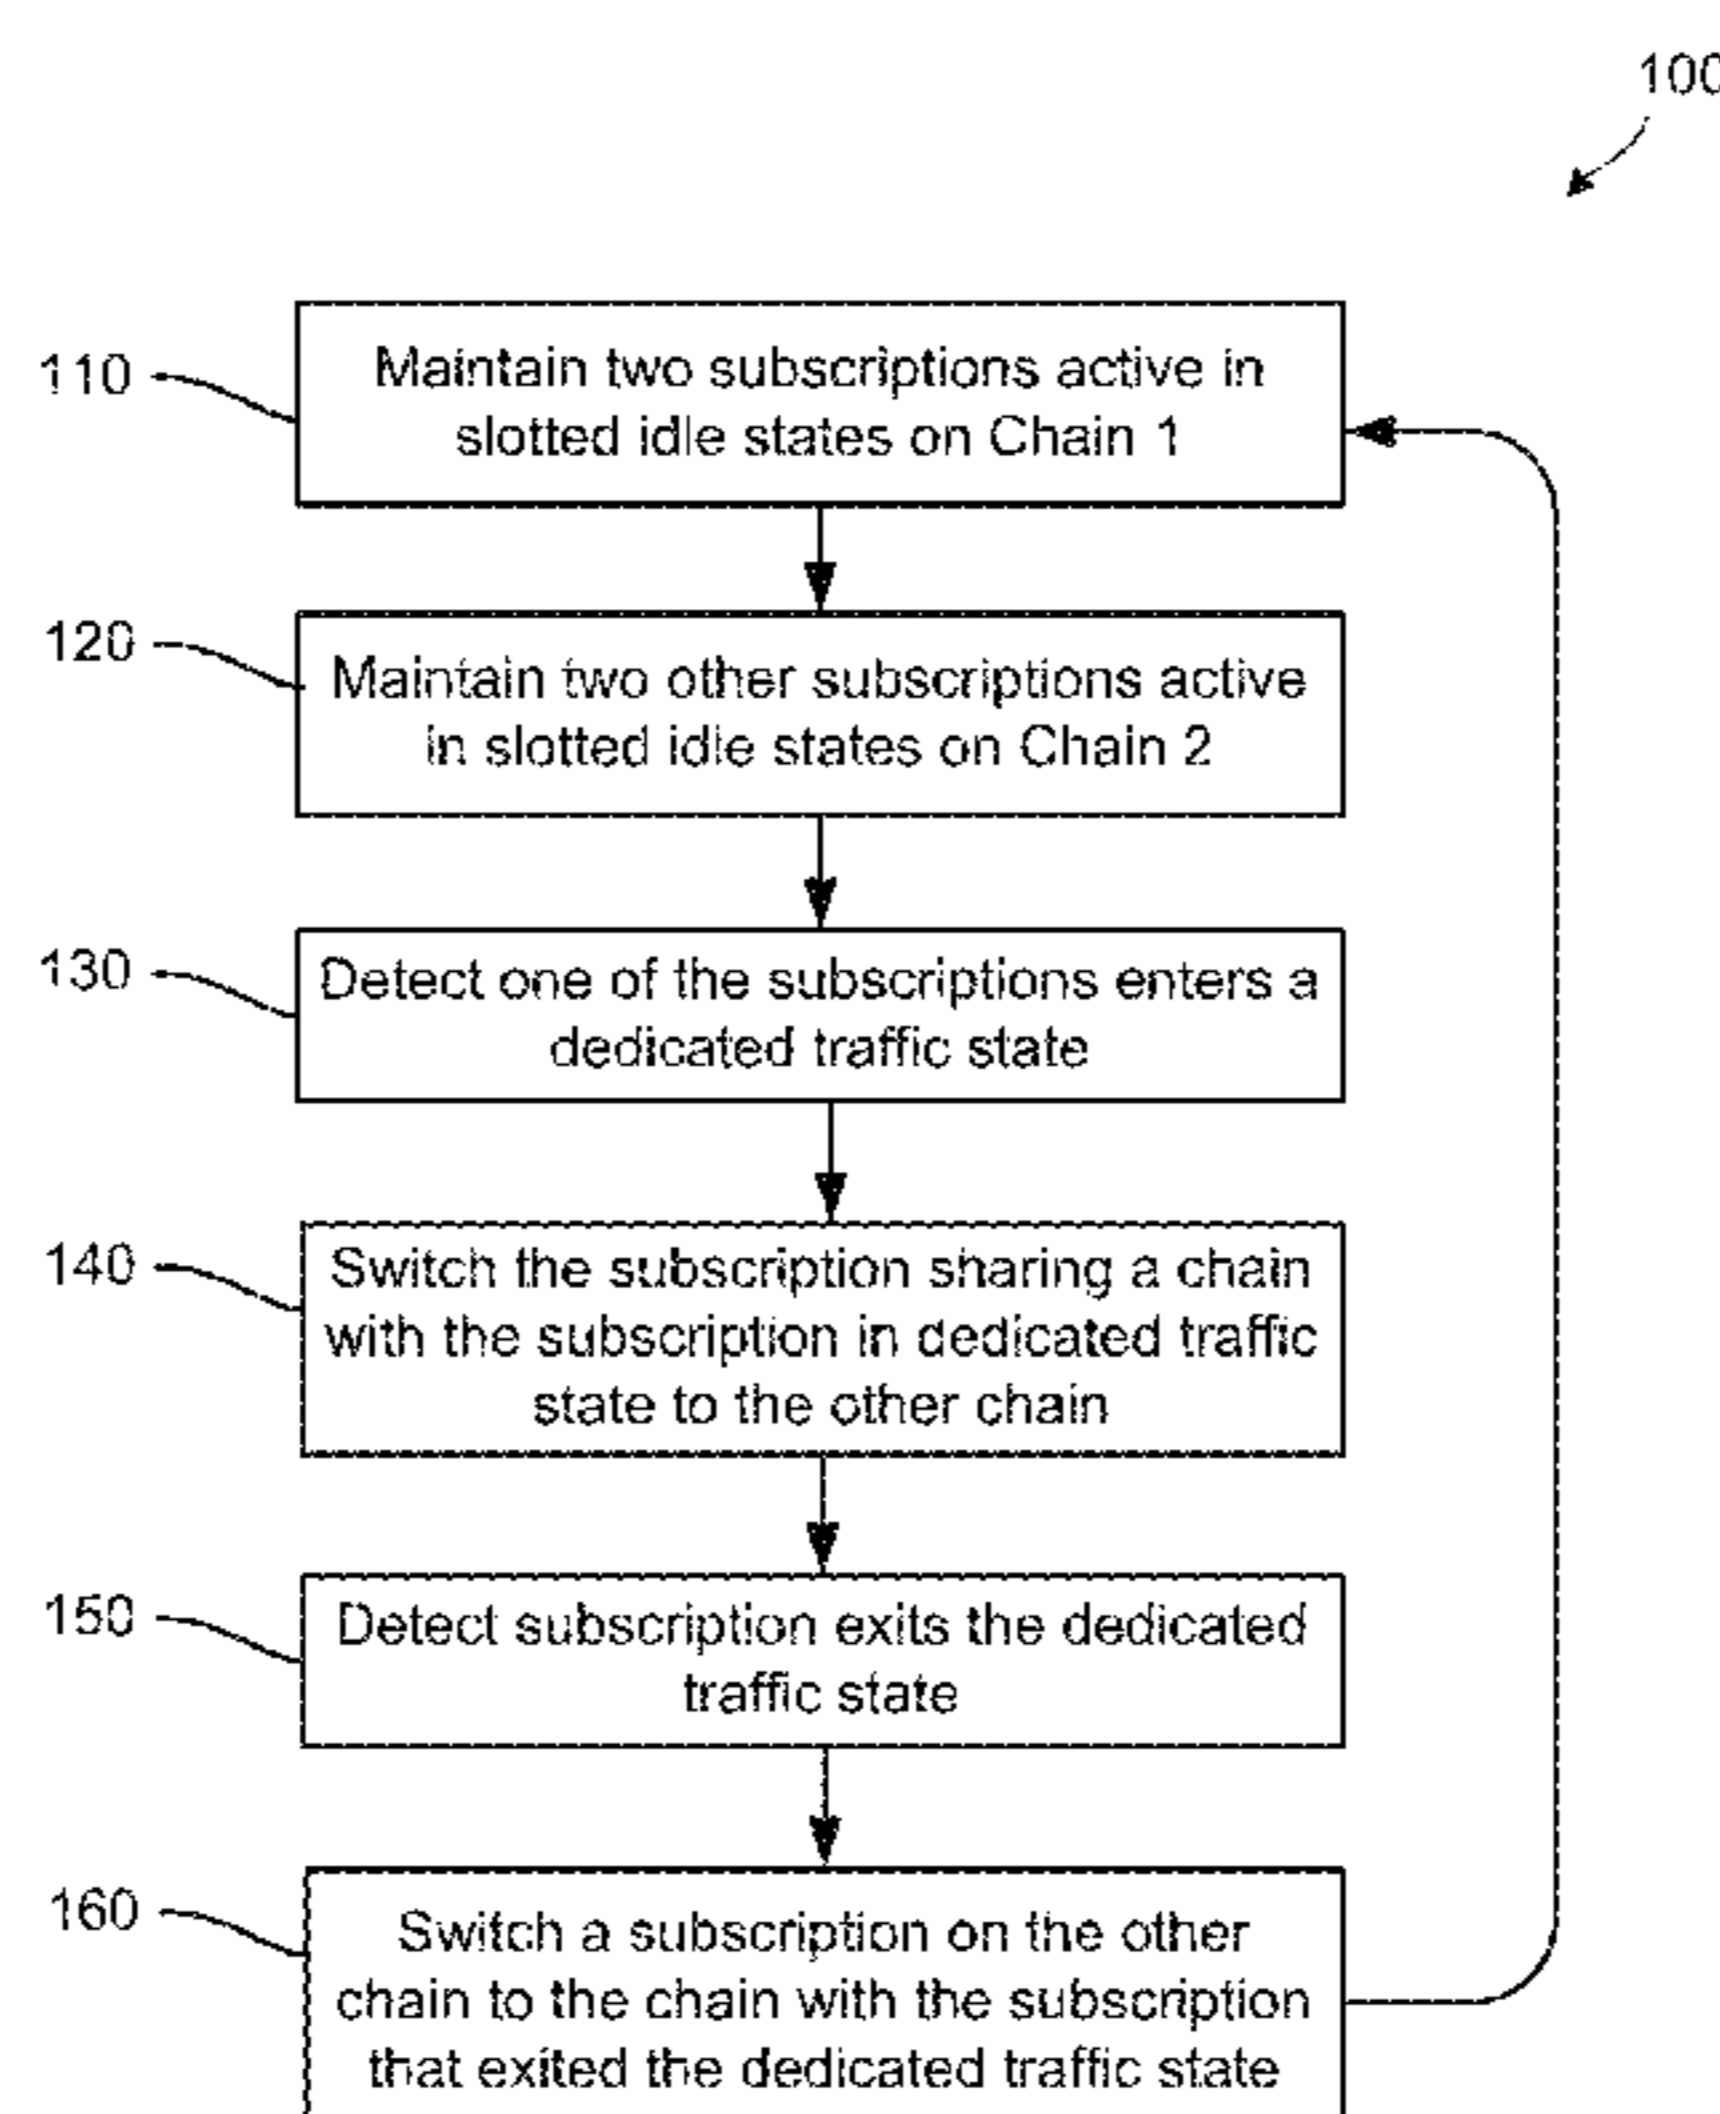 100
110
Maintain two subscriptions active in
slotted idle states on Chain 1
120
Maintain two other subscriptions active
in slotted idle states on Chain 2
130
Detect one of the subscriptions enters a
dedicated traffic state
140
Switch the subscription sharing a chain
with the subscription in dedicated traffic
state to the other chain
150
Detect subscription exits the dedicated
traffic state
160
Switch a subscription on the other
chain to the chain with the subscription
that exited the dedicated traffic state